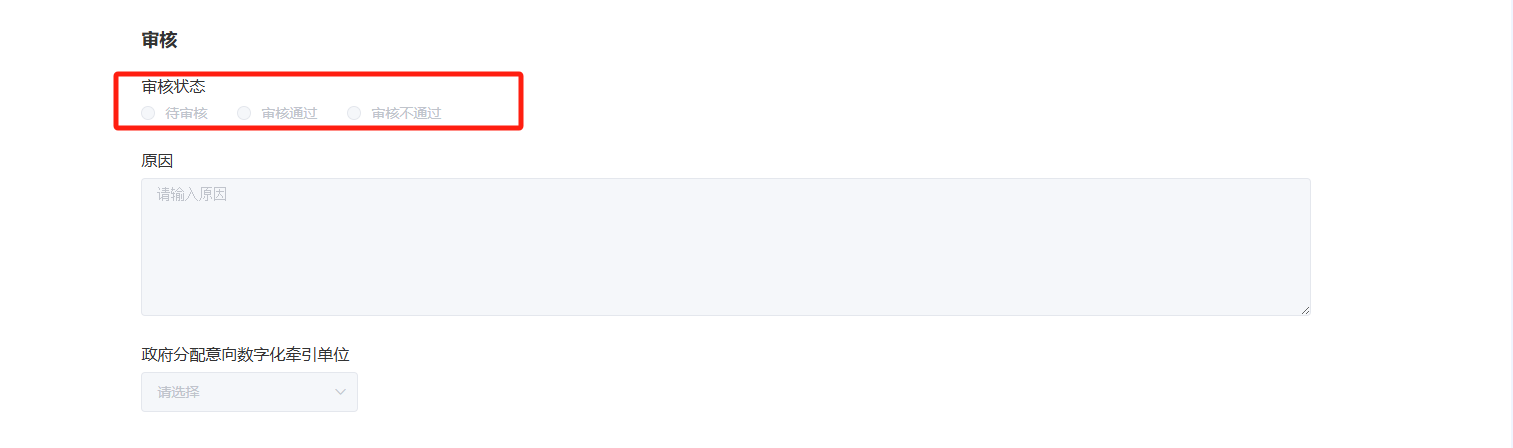 审核
审核状态
待审核 审核通过 审核不通过
原因
请输入原因
政府分配意向数字化牵引单位
请选择